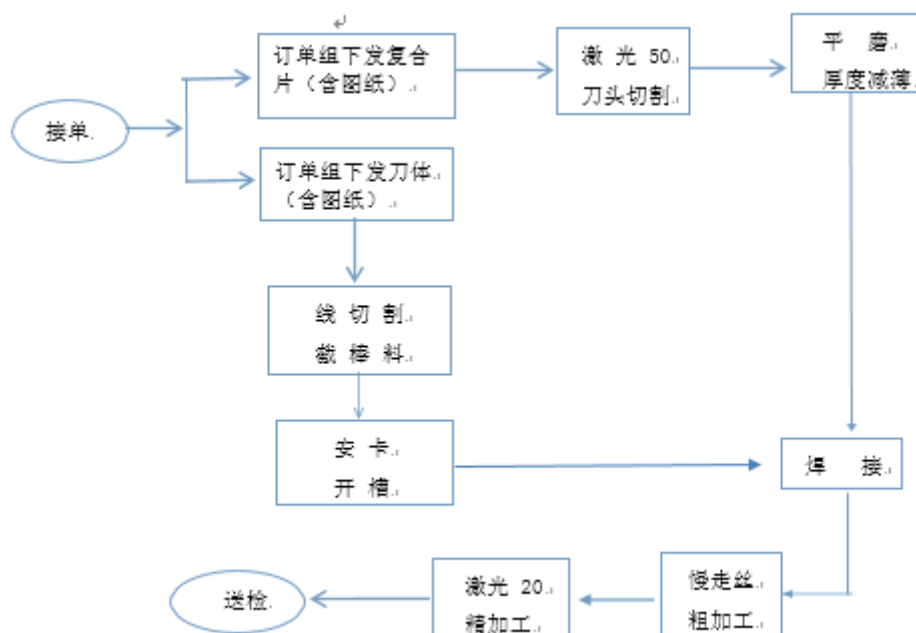 接单
订单组下发复合
片（含图纸）
激 光 50
刀头切割
平 磨
厚度减薄
订单组下发刀体
（含图纸）
线 切 割
截 棒 料
安 卡
开 槽
焊 接
慢走丝
粗加工
激光 20
精加工
送检